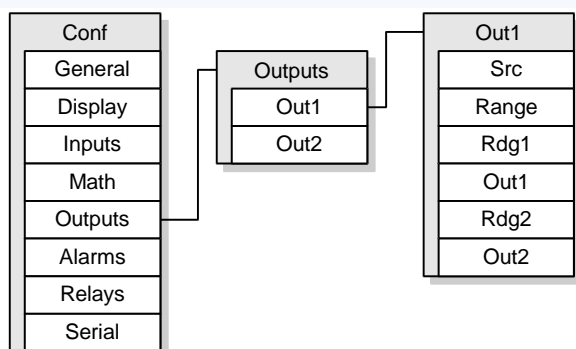 Conf
General
Display
Inputs
Math
Outputs
Alarms
Relays
Serial
Outputs
Out1
Out2
Out1
Src
Range
Rdg1
Out1
Rdg2
Out2